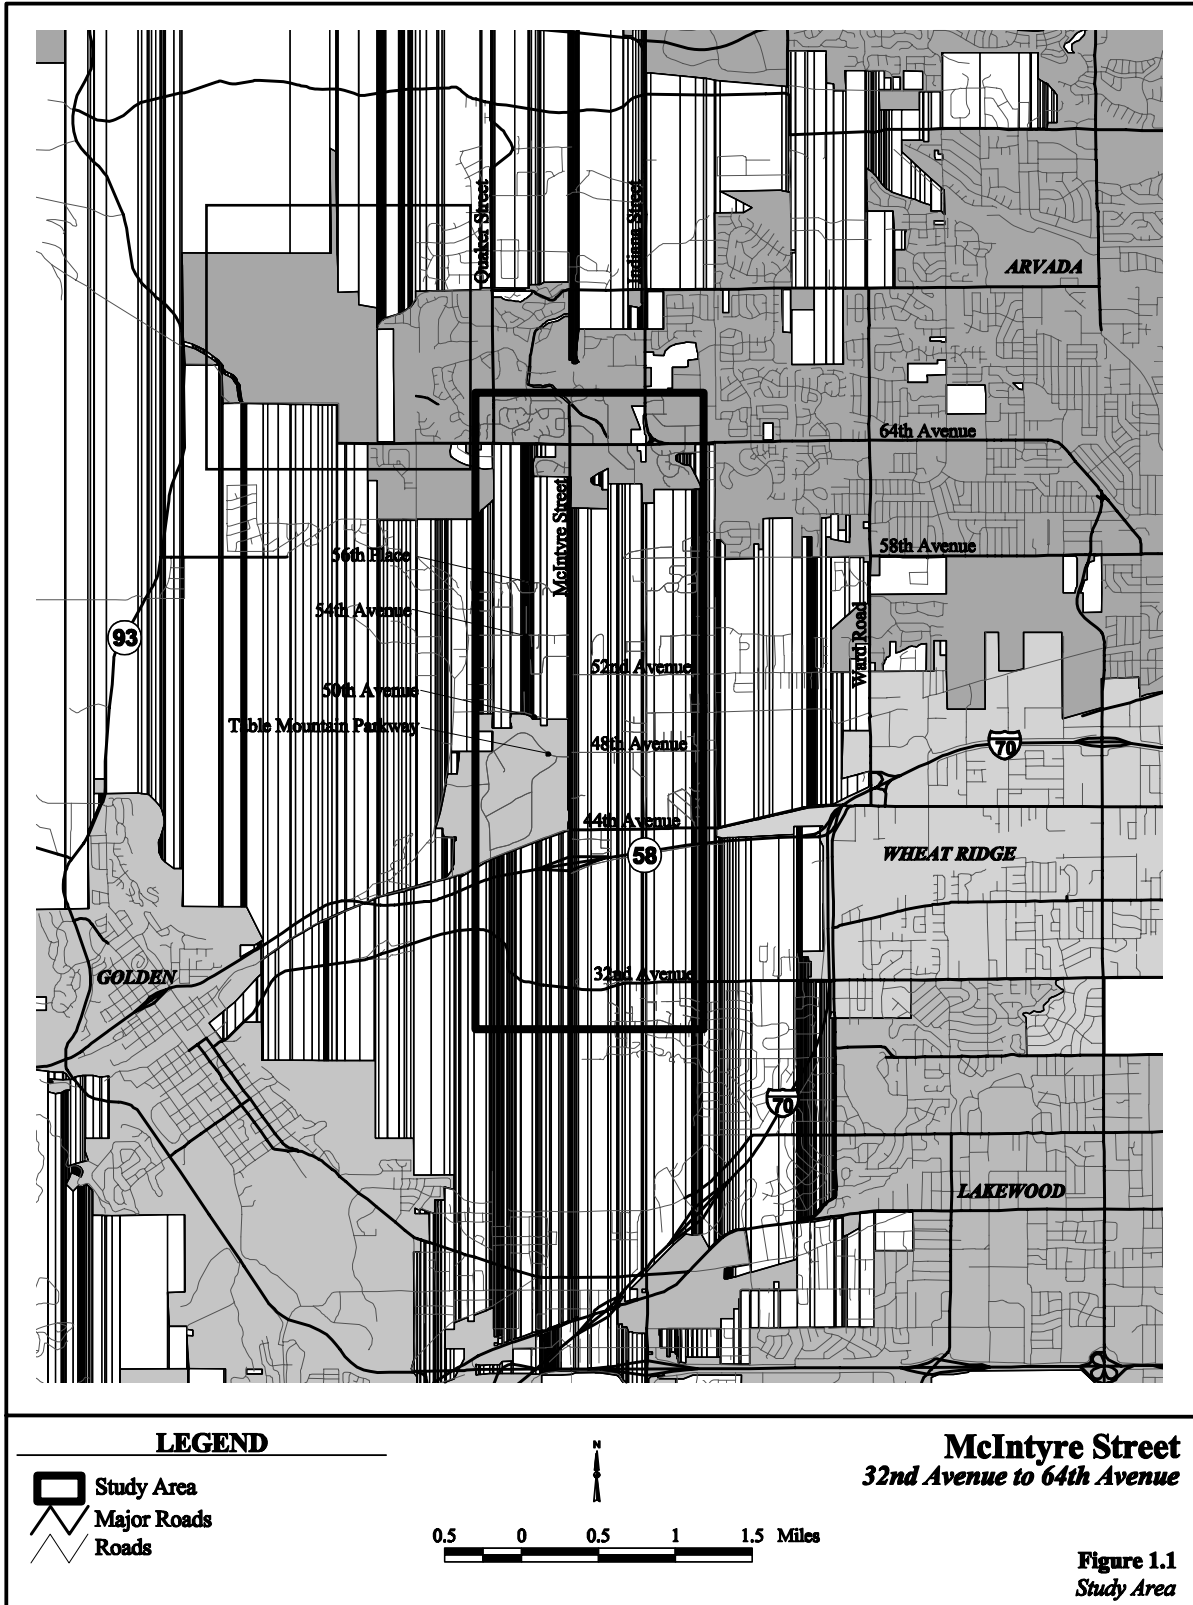 Quaker Street
Indiana Street
ARVADA
64th Avenue
McIntyre Street
58th Avenue
56th Place
54th Avenue
Ward Road
93
52nd Avenue
50th Avenue
Table Mountain Parkway
48th Avenue
70
44th Avenue
58
WHEAT RIDGE
GOLDEN
32nd Avenue
70
LAKEWOOD
LEGEND
Study Area
Major Roads
Roads
N
0.5 0 0.5 1 1.5 Miles
McIntyre Street
32nd Avenue to 64th Avenue
Figure 1.1
Study Area